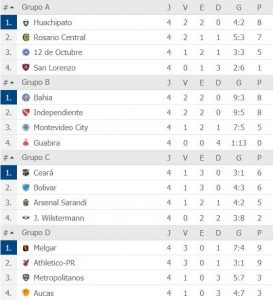 # Grupo A J V E D G P
1. Huachipato 4 2 2 0 4:2 8
2. Rosario Central 4 2 1 1 5:3 7
3. 12 de Octubre 4 1 2 1 3:3 5
4. San Lorenzo 4 0 1 3 2:6 1
# Grupo B J V E D G P
1. Bahia 4 2 2 0 9:3 8
2. Independiente 4 2 2 0 9:5 8
3. Montevideo City 4 1 2 1 7:5 5
4. Guabira 4 0 0 4 1:13 0
# Grupo C J V E D G P
1. Ceará 4 1 3 0 3:1 6
2. Bolivar 4 1 3 0 4:3 6
3. Arsenal Sarandí 4 1 2 1 4:2 5
4. J. Wilstermann 4 0 2 2 3:8 2
# Grupo D J V E D G P
1. Melgar 4 3 0 1 7:4 9
2. Athletico-PR 4 3 0 1 3:1 9
3. Metropolitanos 4 1 0 3 5:7 3
4. Aucas 4 1 0 3 4:7 3